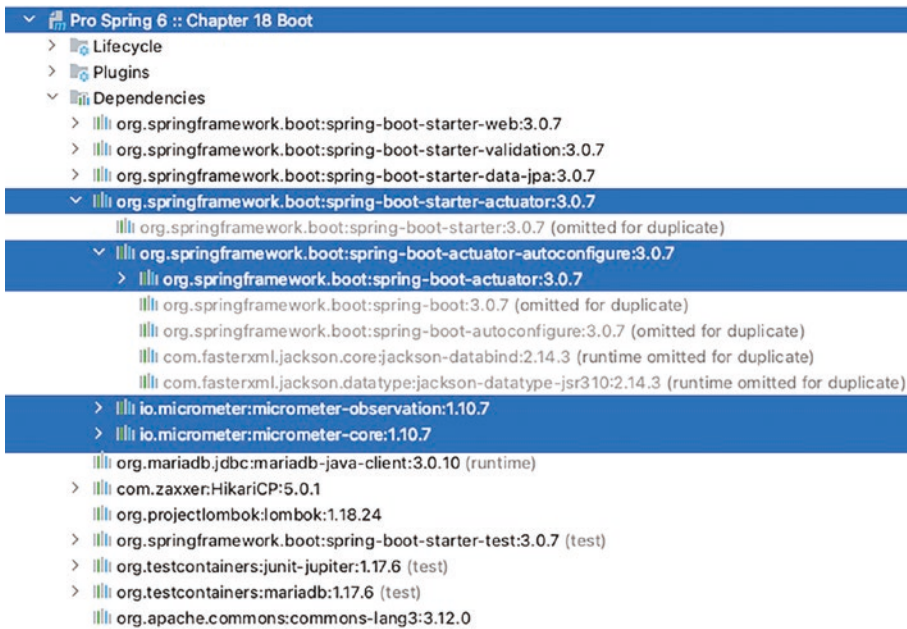 Pro Spring 6 :: Chapter 18 Boot
Lifecycle
Plugins
Dependencies
org.springframework.boot:spring-boot-starter-web:3.0.7
org.springframework.boot:spring-boot-starter-validation:3.0.7
org.springframework.boot:spring-boot-starter-data-jpa:3.0.7
org.springframework.boot:spring-boot-starter-actuator:3.0.7
org.springframework.boot:spring-boot-starter:3.0.7 (omitted for duplicate)
org.springframework.boot:spring-boot-actuator-autoconfigure:3.0.7
org.springframework.boot:spring-boot-actuator:3.0.7
org.springframework.boot:spring-boot:3.0.7 (omitted for duplicate)
org.springframework.boot:spring-boot-autoconfigure:3.0.7 (omitted for duplicate)
com.fasterxml.jackson.core:jackson-databind:2.14.3 (runtime omitted for duplicate)
com.fasterxml.jackson.datatype:jackson-datatype-jsr310:2.14.3 (runtime omitted for duplicate)
io.micrometer:micrometer-observation:1.10.7
io.micrometer:micrometer-core:1.10.7
org.mariadb.jdbc:mariadb-java-client:3.0.10 (runtime)
com.zaxxer:HikariCP:5.0.1
org.projectlombok:lombok:1.18.24
org.springframework.boot:spring-boot-starter-test:3.0.7 (test)
org.testcontainers:junit-jupiter:1.17.6 (test)
org.testcontainers:mariadb:1.17.6 (test)
org.apache.commons:commons-lang3:3.12.0